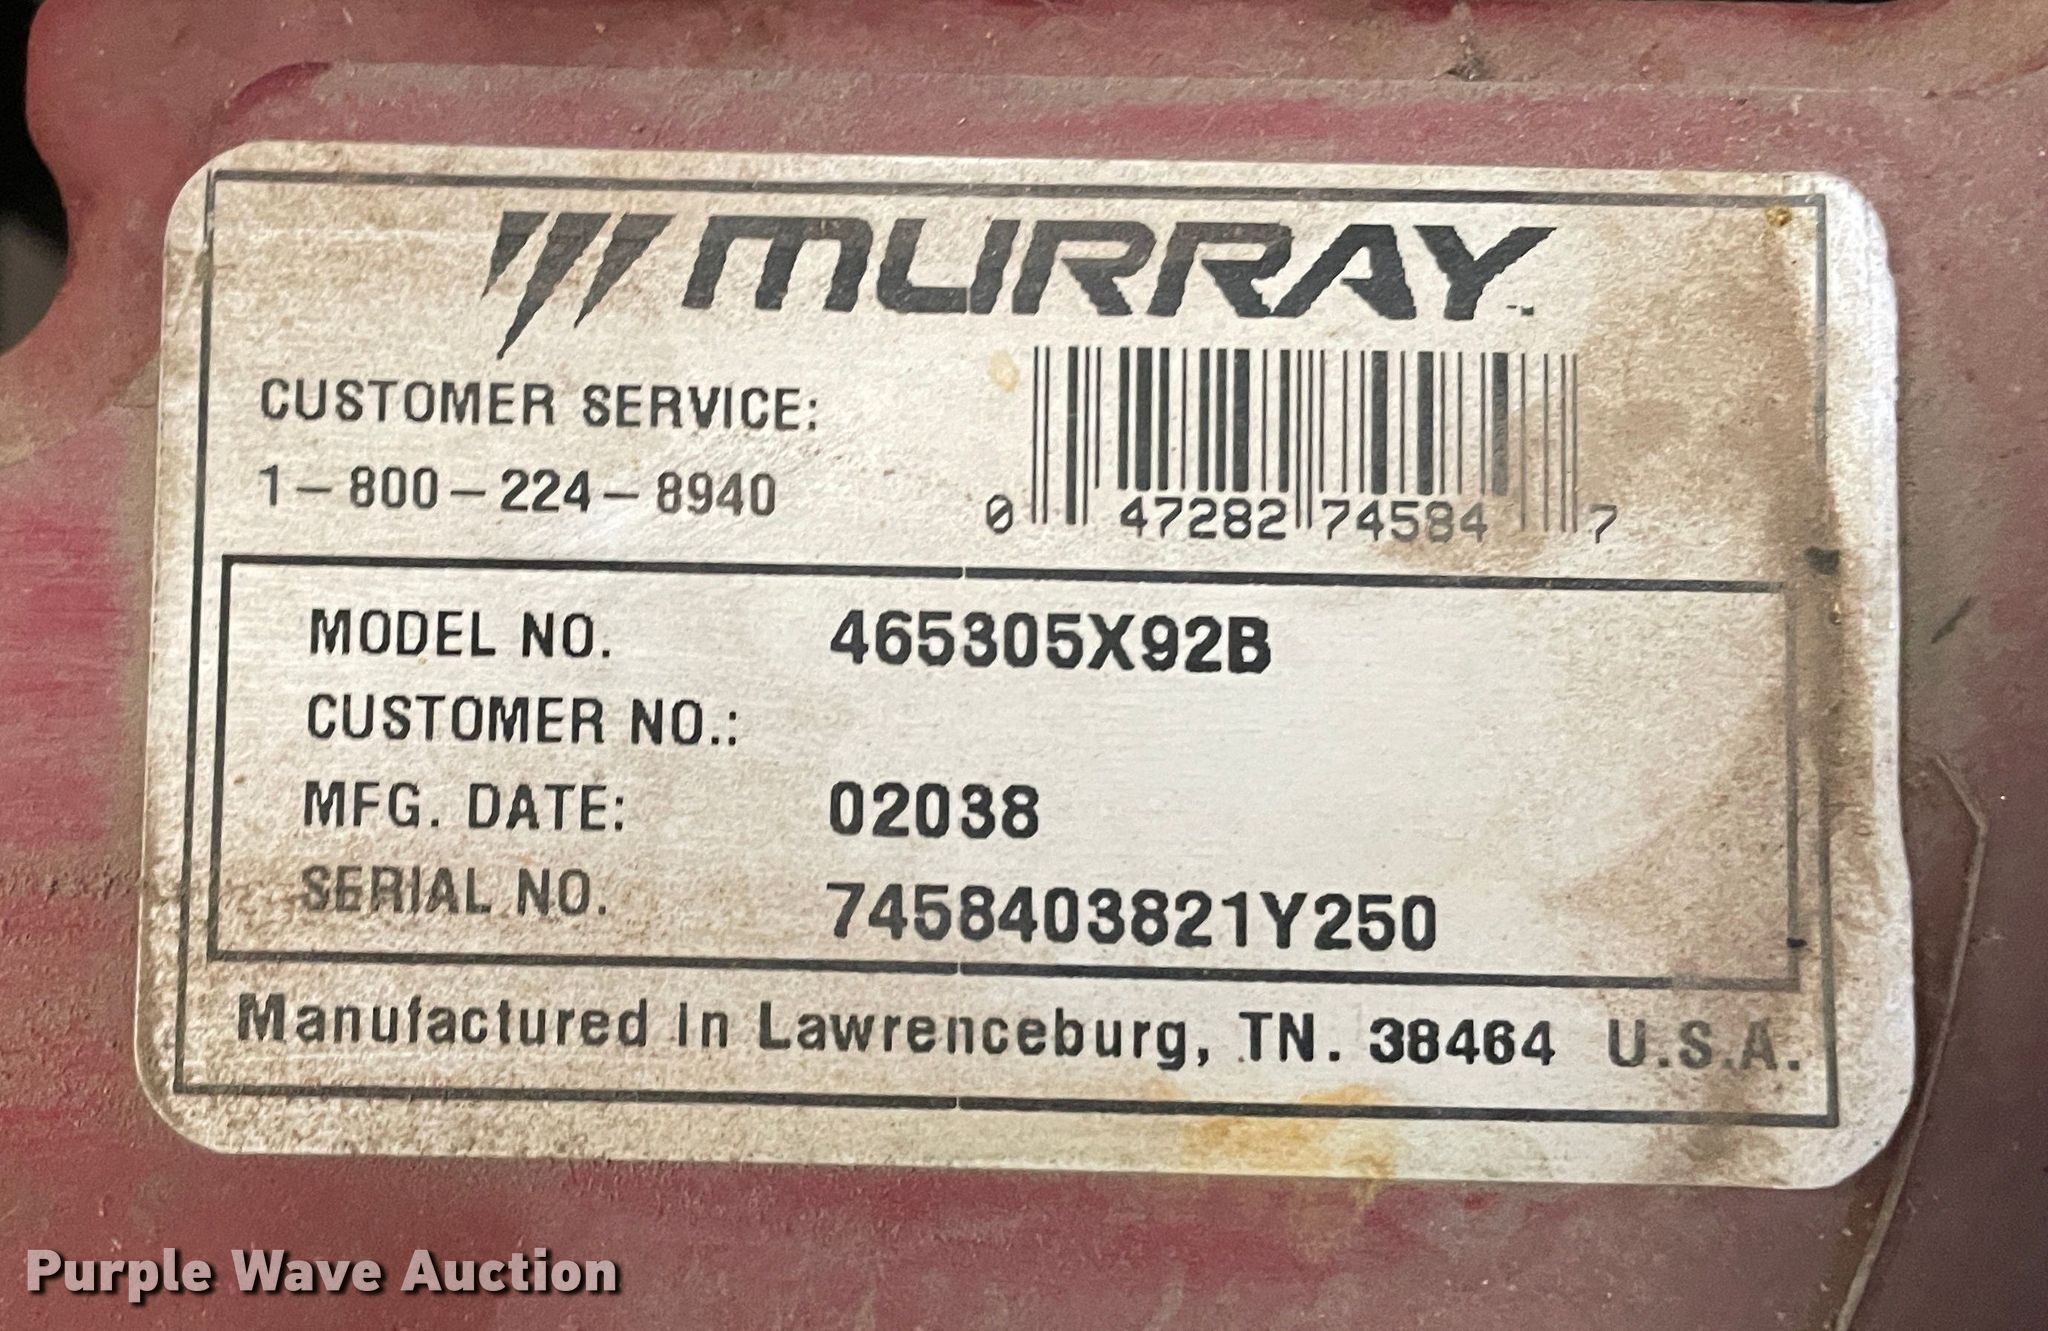 MURRAY
CUSTOMER SERVICE:
1-800-224-8940
0 47282 74584 7
MODEL NO. 465305X92B
CUSTOMER NO.:
MFG. DATE: 02038
SERIAL NO. 7458403821Y250
Manufactured in Lawrenceburg, TN. 38464 U.S.A.
Purple Wave Auction